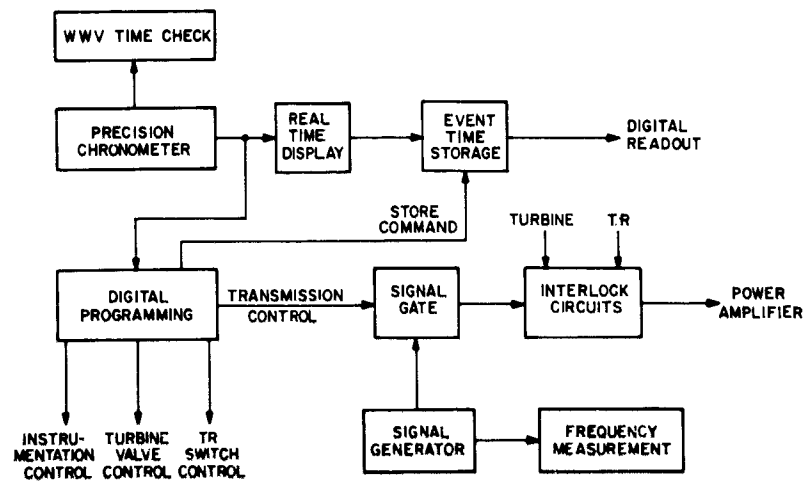 WWV TIME CHECK
PRECISION
CHRONOMETER
REAL
TIME
DISPLAY
EVENT
TIME
STORAGE
DIGITAL
READOUT
STORE
COMMAND
TURBINE
T.R
DIGITAL
PROGRAMMING
TRANSMISSION
CONTROL
SIGNAL
GATE
INTERLOCK
CIRCUITS
POWER
AMPLIFIER
INSTRU-
MENTATION
CONTROL
TURBINE
VALVE
CONTROL
TR
SWITCH
CONTROL
SIGNAL
GENERATOR
FREQUENCY
MEASUREMENT